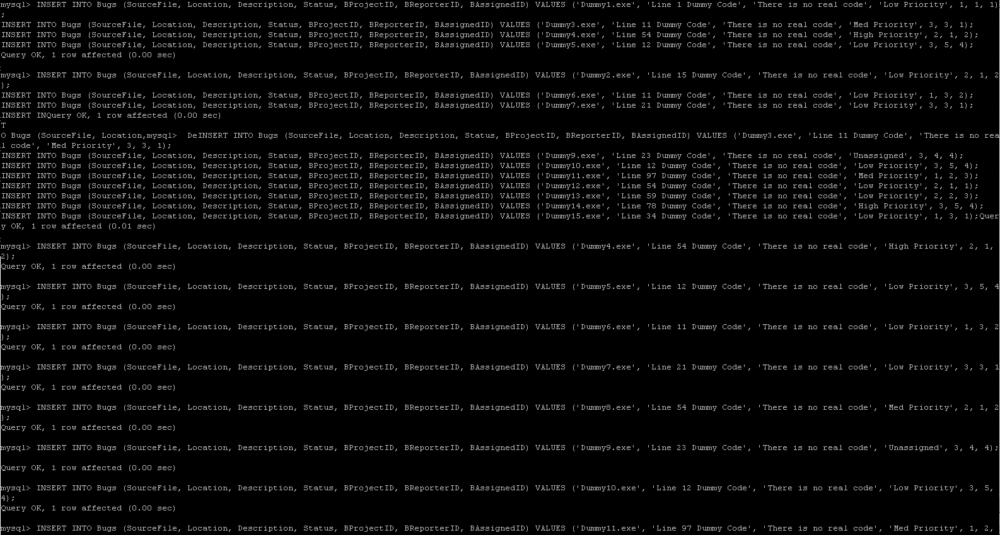 mysql> INSERT INTO Bugs (SourceFile, Location, Description, Status, BProjectID, BReporterID, BAssignedID) VALUES ('Dummy1.exe', 'Line 1 Dummy Code', 'There is no real code', 'Low Priority', 1, 1, 1)
;
INSERT INTO Bugs (SourceFile, Location, Description, Status, BProjectID, BReporterID, BAssignedID) VALUES ('Dummy3.exe', 'Line 11 Dummy Code', 'There is no real code', 'Med Priority', 3, 3, 1);
INSERT INTO Bugs (SourceFile, Location, Description, Status, BProjectID, BReporterID, BAssignedID) VALUES ('Dummy4.exe', 'Line 54 Dummy Code', 'There is no real code', 'High Priority', 2, 1, 2);
INSERT INTO Bugs (SourceFile, Location, Description, Status, BProjectID, BReporterID, BAssignedID) VALUES ('Dummy5.exe', 'Line 12 Dummy Code', 'There is no real code', 'Low Priority', 3, 5, 4);
Query OK, 1 row affected (0.00 sec)
mysql> INSERT INTO Bugs (SourceFile, Location, Description, Status, BProjectID, BReporterID, BAssignedID) VALUES ('Dummy2.exe', 'Line 15 Dummy Code', 'There is no real code', 'Low Priority', 2, 1, 2
);
INSERT INTO Bugs (SourceFile, Location, Description, Status, BProjectID, BReporterID, BAssignedID) VALUES ('Dummy6.exe', 'Line 11 Dummy Code', 'There is no real code', 'Low Priority', 1, 3, 2);
INSERT INTO Bugs (SourceFile, Location, Description, Status, BProjectID, BReporterID, BAssignedID) VALUES ('Dummy7.exe', 'Line 21 Dummy Code', 'There is no real code', 'Low Priority', 3, 3, 1);
INSERT INQuery OK, 1 row affected (0.00 sec)
T
O Bugs (SourceFile, Location,mysql>  DeINSERT INTO Bugs (SourceFile, Location, Description, Status, BProjectID, BReporterID, BAssignedID) VALUES ('Dummy3.exe', 'Line 11 Dummy Code', 'There is no rea
l code', 'Med Priority', 3, 3, 1);
INSERT INTO Bugs (SourceFile, Location, Description, Status, BProjectID, BReporterID, BAssignedID) VALUES ('Dummy9.exe', 'Line 23 Dummy Code', 'There is no real code', 'Unassigned', 3, 4, 4);
INSERT INTO Bugs (SourceFile, Location, Description, Status, BProjectID, BReporterID, BAssignedID) VALUES ('Dummy10.exe', 'Line 12 Dummy Code', 'There is no real code', 'Low Priority', 3, 5, 4);
INSERT INTO Bugs (SourceFile, Location, Description, Status, BProjectID, BReporterID, BAssignedID) VALUES ('Dummy11.exe', 'Line 97 Dummy Code', 'There is no real code', 'Med Priority', 1, 2, 3);
INSERT INTO Bugs (SourceFile, Location, Description, Status, BProjectID, BReporterID, BAssignedID) VALUES ('Dummy12.exe', 'Line 54 Dummy Code', 'There is no real code', 'Low Priority', 2, 1, 1);
INSERT INTO Bugs (SourceFile, Location, Description, Status, BProjectID, BReporterID, BAssignedID) VALUES ('Dummy13.exe', 'Line 59 Dummy Code', 'There is no real code', 'Low Priority', 2, 2, 3);
INSERT INTO Bugs (SourceFile, Location, Description, Status, BProjectID, BReporterID, BAssignedID) VALUES ('Dummy14.exe', 'Line 78 Dummy Code', 'There is no real code', 'High Priority', 3, 5, 4);
INSERT INTO Bugs (SourceFile, Location, Description, Status, BProjectID, BReporterID, BAssignedID) VALUES ('Dummy15.exe', 'Line 34 Dummy Code', 'There is no real code', 'Low Priority', 1, 3, 1);Quer
y OK, 1 row affected (0.01 sec)
mysql> INSERT INTO Bugs (SourceFile, Location, Description, Status, BProjectID, BReporterID, BAssignedID) VALUES ('Dummy4.exe', 'Line 54 Dummy Code', 'There is no real code', 'High Priority', 2, 1,
2);
Query OK, 1 row affected (0.00 sec)
mysql> INSERT INTO Bugs (SourceFile, Location, Description, Status, BProjectID, BReporterID, BAssignedID) VALUES ('Dummy5.exe', 'Line 12 Dummy Code', 'There is no real code', 'Low Priority', 3, 5, 4
);
Query OK, 1 row affected (0.00 sec)
mysql> INSERT INTO Bugs (SourceFile, Location, Description, Status, BProjectID, BReporterID, BAssignedID) VALUES ('Dummy6.exe', 'Line 11 Dummy Code', 'There is no real code', 'Low Priority', 1, 3, 2
);
Query OK, 1 row affected (0.00 sec)
mysql> INSERT INTO Bugs (SourceFile, Location, Description, Status, BProjectID, BReporterID, BAssignedID) VALUES ('Dummy7.exe', 'Line 21 Dummy Code', 'There is no real code', 'Low Priority', 3, 3, 1
);
Query OK, 1 row affected (0.00 sec)
mysql> INSERT INTO Bugs (SourceFile, Location, Description, Status, BProjectID, BReporterID, BAssignedID) VALUES ('Dummy8.exe', 'Line 54 Dummy Code', 'There is no real code', 'Med Priority', 2, 1, 2
);
Query OK, 1 row affected (0.00 sec)
mysql> INSERT INTO Bugs (SourceFile, Location, Description, Status, BProjectID, BReporterID, BAssignedID) VALUES ('Dummy9.exe', 'Line 23 Dummy Code', 'There is no real code', 'Unassigned', 3, 4, 4);
Query OK, 1 row affected (0.00 sec)
mysql> INSERT INTO Bugs (SourceFile, Location, Description, Status, BProjectID, BReporterID, BAssignedID) VALUES ('Dummy10.exe', 'Line 12 Dummy Code', 'There is no real code', 'Low Priority', 3, 5,
4);
Query OK, 1 row affected (0.00 sec)
mysql> INSERT INTO Bugs (SourceFile, Location, Description, Status, BProjectID, BReporterID, BAssignedID) VALUES ('Dummy11.exe', 'Line 97 Dummy Code', 'There is no real code', 'Med Priority', 1, 2,